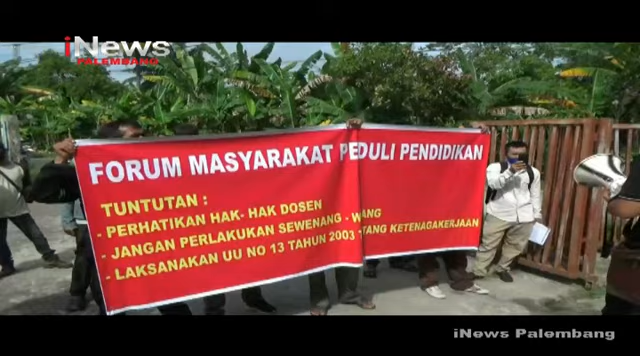 iNews
PALEMBANG
FORUM MASYARAKAT PEDULI PENDIDIKAN
TUNTUTAN :
- PERHATIKAN HAK- HAK DOSEN
- JANGAN PERLAKUKAN SEWENANG - WANG
- LAKSANAKAN UU NO 13 TAHUN 2003 TANG KETENAGAKERJAAN
iNews Palembang